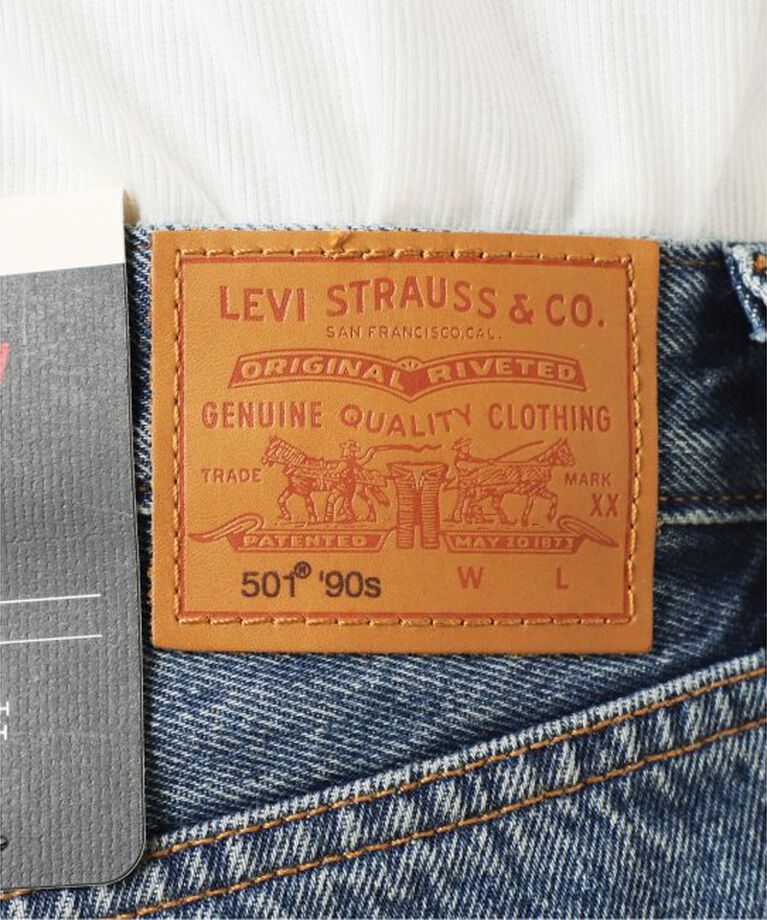 LEVI STRAUSS & CO.
SAN FRANCISCO, CAL.
ORIGINAL RIVETED
GENUINE QUALITY CLOTHING
TRADE MARK
XX
PATENTED MAY 20 1873
501® '90s W L